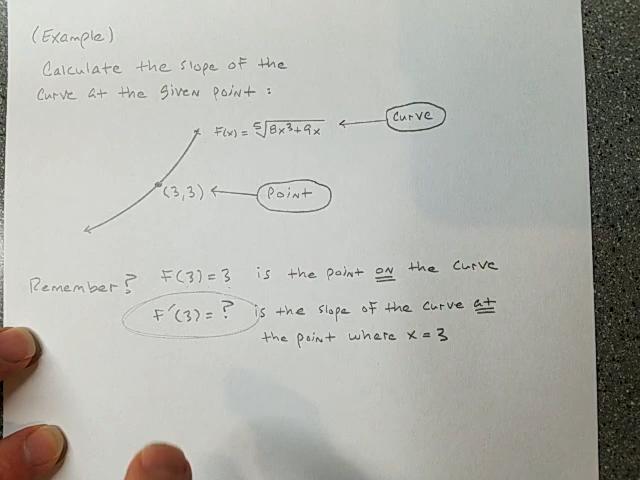 (Example)
Calculate the slope of the
curve at the given point :
F(x) = ⁵√8x³+9x
curve
(3,3)
Point
Remember? F(3) = 3 is the point on the curve
F'(3) = ? is the slope of the curve at
the point where x = 3